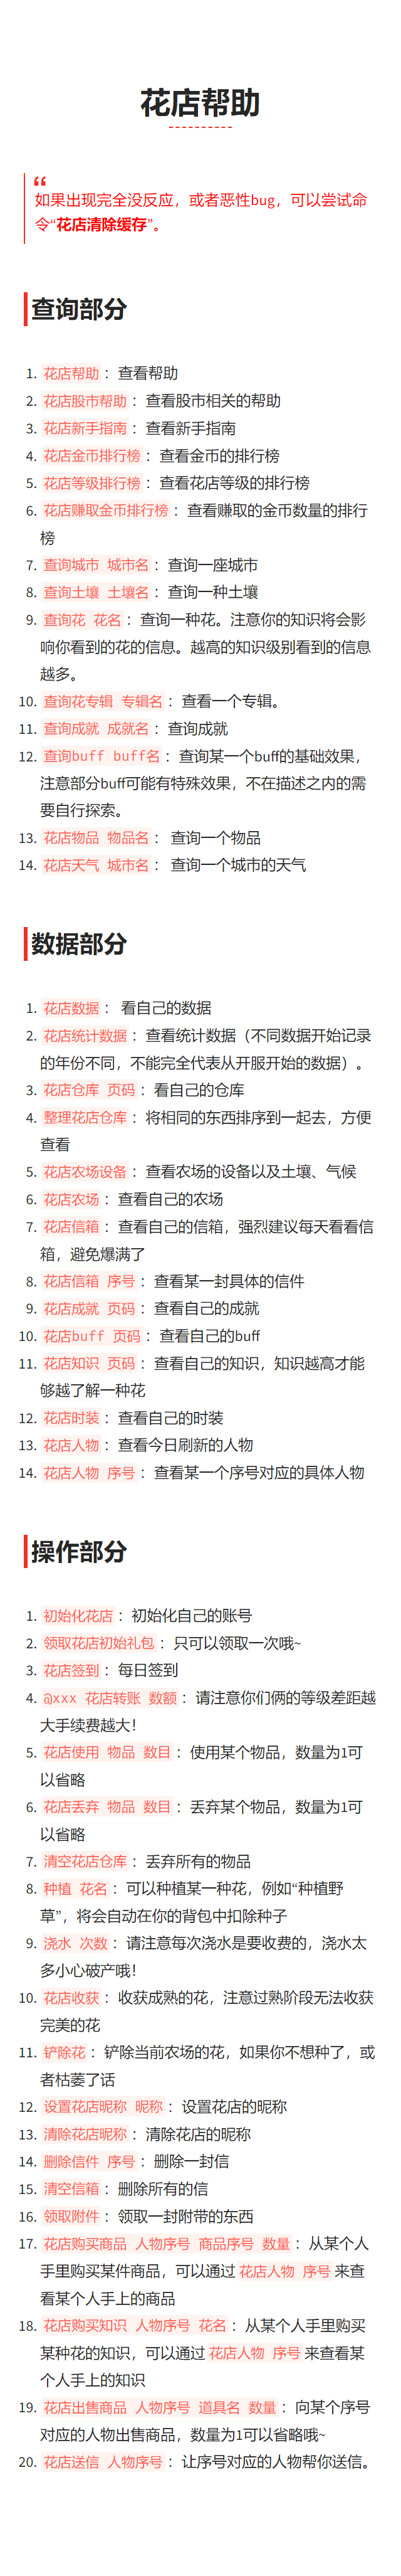 花店帮助
“
如果出现完全没反应，或者恶性bug，可以尝试命
令“花店清除缓存”。
查询部分
1. 花店帮助 ：查看帮助
2. 花店股市帮助 ：查看股市相关的帮助
3. 花店新手指南 ：查看新手指南
4. 花店金币排行榜 ：查看金币的排行榜
5. 花店等级排行榜 ：查看花店等级的排行榜
6. 花店赚取金币排行榜 ：查看赚取的金币数量的排行
榜
7. 查询城市 城市名 ：查询一座城市
8. 查询土壤 土壤名 ：查询一种土壤
9. 查询花 花名 ：查询一种花。注意你的知识将会影
响你看到的花的信息。越高的知识级别看到的信息
越多。
10. 查询花专辑 专辑名 ：查看一个专辑。
11. 查询成就 成就名 ：查询成就
12. 查询buff buff名 ：查询某一个buff的基础效果，
注意部分buff可能有特殊效果，不在描述之内的需
要自行探索。
13. 花店物品 物品名 ： 查询一个物品
14. 花店天气 城市名 ： 查询一个城市的天气
数据部分
1. 花店数据 ： 看自己的数据
2. 花店统计数据 ：查看统计数据（不同数据开始记录
的年份不同，不能完全代表从开服开始的数据）。
3. 花店仓库 页码 ：看自己的仓库
4. 整理花店仓库 ：将相同的东西排序到一起去，方便
查看
5. 花店农场设备 ：查看农场的设备以及土壤、气候
6. 花店农场 ：查看自己的农场
7. 花店信箱 ：查看自己的信箱，强烈建议每天看看信
箱，避免爆满了
8. 花店信箱 序号 ：查看某一封具体的信件
9. 花店成就 页码 ：查看自己的成就
10. 花店buff 页码 ：查看自己的buff
11. 花店知识 页码 ：查看自己的知识，知识越高才能
够越了解一种花
12. 花店时装 ：查看自己的时装
13. 花店人物 ：查看今日刷新的人物
14. 花店人物 序号 ：查看某一个序号对应的具体人物
操作部分
1. 初始化花店 ：初始化自己的账号
2. 领取花店初始礼包 ：只可以领取一次哦~
3. 花店签到 ：每日签到
4. @xxx 花店转账 数额 ：请注意你们俩的等级差距越
大手续费越大！
5. 花店使用 物品 数目 ：使用某个物品，数量为1可
以省略
6. 花店丢弃 物品 数目 ：丢弃某个物品，数量为1可
以省略
7. 清空花店仓库 ：丢弃所有的物品
8. 种植 花名 ：可以种植某一种花，例如“种植野
草”，将会自动在你的背包中扣除种子
9. 浇水 次数 ：请注意每次浇水是要收费的，浇水太
多小心破产哦！
10. 花店收获 ：收获成熟的花，注意过熟阶段无法收获
完美的花
11. 铲除花 ：铲除当前农场的花，如果你不想种了，或
者枯萎了话
12. 设置花店昵称 昵称 ：设置花店的昵称
13. 清除花店昵称 ：清除花店的昵称
14. 删除信件 序号 ：删除一封信
15. 清空信箱 ：删除所有的信
16. 领取附件 ：领取一封附带的东西
17. 花店购买商品 人物序号 商品序号 数量 ：从某个人
手里购买某件商品，可以通过 花店人物 序号 来查
看某个人手上的商品
18. 花店购买知识 人物序号 花名 ：从某个人手里购买
某种花的知识，可以通过 花店人物 序号 来查看某
个人手上的知识
19. 花店出售商品 人物序号 道具名 数量 ：向某个序号
对应的人物出售商品，数量为1可以省略哦~
20. 花店送信 人物序号 ：让序号对应的人物帮你送信。